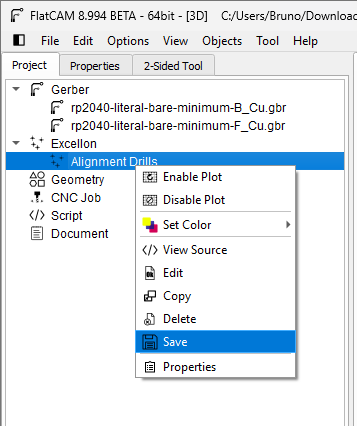 FlatCAM 8.994 BETA - 64bit - [3D] C:/Users/Bruno/Downloa
File Edit Options View Objects Tool H
Project Properties 2-Sided Tool
Gerber
rp2040-literal-bare-minimum-B_Cu.gbr
rp2040-literal-bare-minimum-F_Cu.gbr
Excellon
Alignment Drills
Geometry
CNC Job
Script
Document
Enable Plot
Disable Plot
Set Color
View Source
Edit
Copy
Delete
Save
Properties